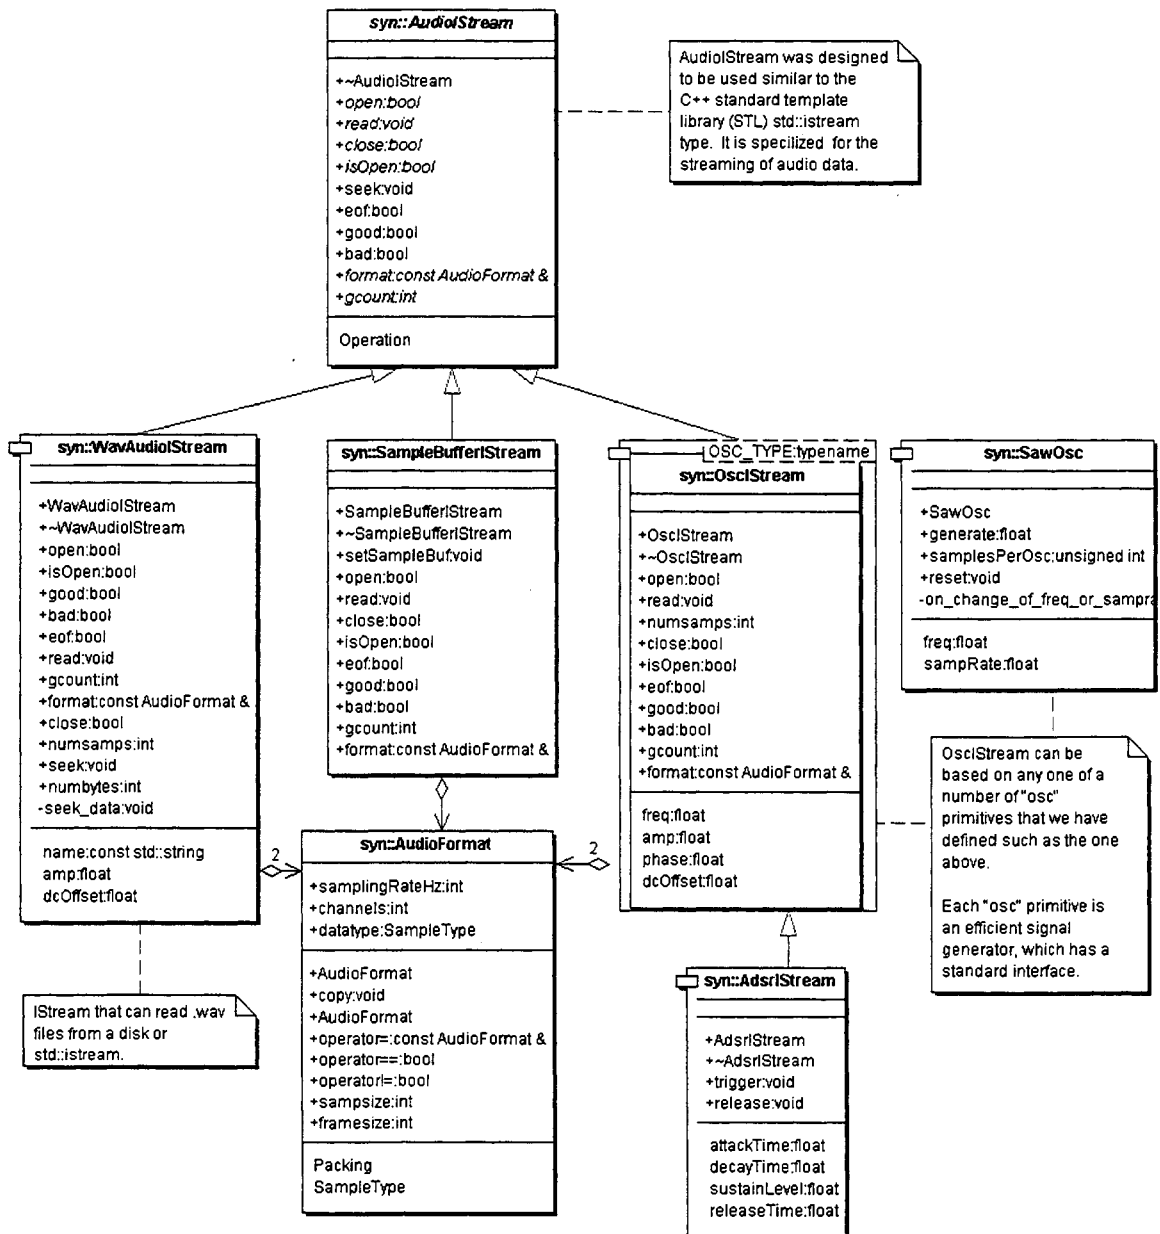 syn::AudioIStream
+~AudioIStream
+open:bool
+read:void
+close:bool
+isOpen:bool
+seek:void
+eof:bool
+good:bool
+bad:bool
+format:const AudioFormat &
+gcount:int
Operation
AudioIStream was designed
to be used similar to the
C++ standard template
library (STL) std::istream
type. It is specilized for the
streaming of audio data.
syn::WavAudioIStream
+WavAudioIStream
+~WavAudioIStream
+open:bool
+isOpen:bool
+good:bool
+bad:bool
+eof:bool
+read:void
+gcount:int
+format:const AudioFormat &
+close:bool
+numsamps:int
+seek:void
+numbytes:int
-seek_data:void
name:const std::string
amp:float
dcOffset:float
IStream that can read .wav
files from a disk or
std::istream.
syn::SampleBufferIStream
+SampleBufferIStream
+~SampleBufferIStream
+setSampleBuf:void
+open:bool
+read:void
+close:bool
+isOpen:bool
+eof:bool
+good:bool
+bad:bool
+gcount:int
+format:const AudioFormat &
2
syn::AudioFormat
+samplingRateHz:int
+channels:int
+datatype:SampleType
+AudioFormat
+copy:void
+AudioFormat
+operator=:const AudioFormat &
+operator==:bool
+operator!=:bool
+sampsize:int
+framesize:int
Packing
SampleType
2
OSC_TYPE:typename
syn::OscIStream
+OscIStream
+~OscIStream
+open:bool
+read:void
+numsamps:int
+close:bool
+isOpen:bool
+eof:bool
+good:bool
+bad:bool
+gcount:int
+format:const AudioFormat &
freq:float
amp:float
phase:float
dcOffset:float
syn::AdsrIStream
+AdsrIStream
+~AdsrIStream
+trigger:void
+release:void
attackTime:float
decayTime:float
sustainLevel:float
releaseTime:float
syn::SawOsc
+SawOsc
+generate:float
+samplesPerOsc:unsigned int
+reset:void
-on_change_of_freq_or_sampra
freq:float
sampRate:float
OscIStream can be
based on any one of a
number of "osc"
primitives that we have
defined such as the one
above.
Each "osc" primitive is
an efficient signal
generator, which has a
standard interface.